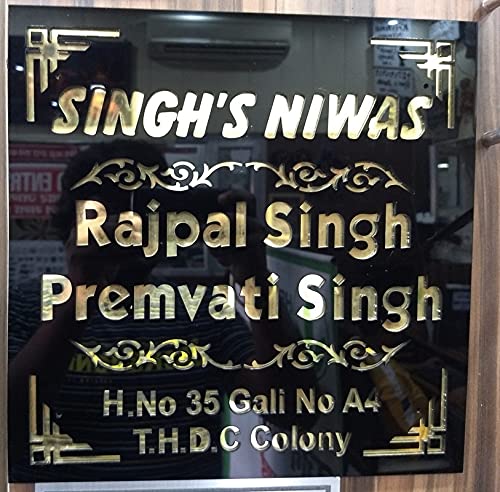 SINGH'S NIWAS
Rajpal Singh
Premvati Singh
H.No 35 Gali No A4
T.H.D.C Colony